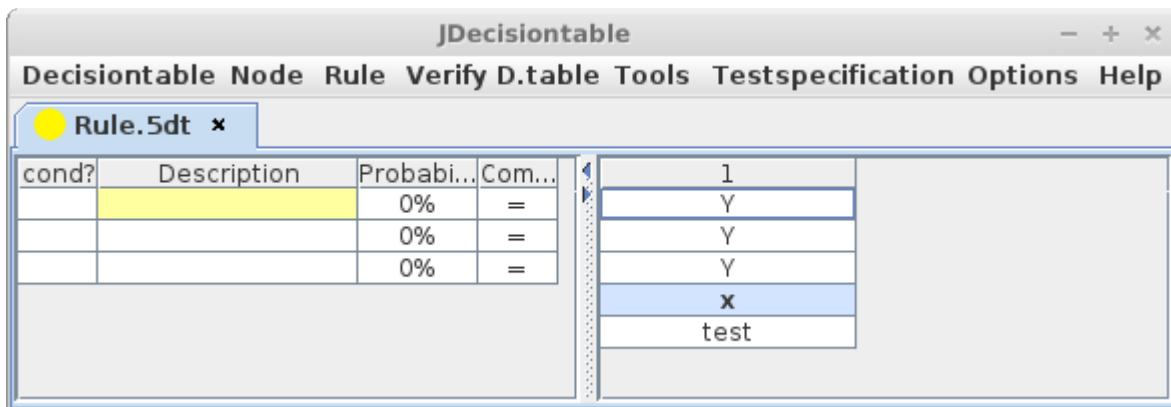 JDecisiontable
Decisiontable Node Rule Verify D.table Tools Testspecification Options Help
Rule.5dt ×
cond? Description Probabi... Com... 1
0% = Y
0% = Y
0% = Y
x
test